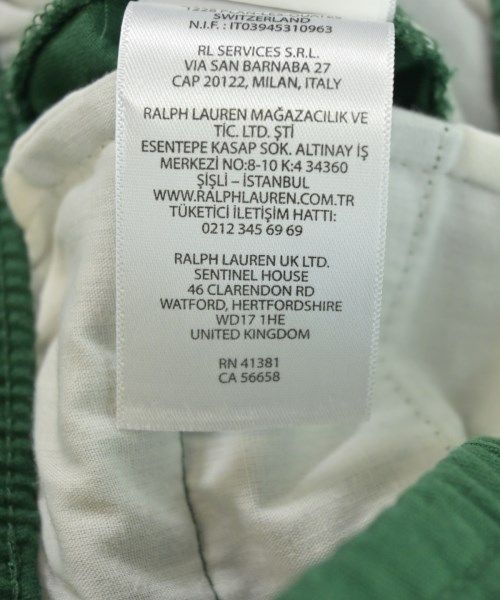 SWITZERLAND
N.I.F. : IT03945310963
RL SERVICES S.R.L.
VIA SAN BARNABA 27
CAP 20122, MILAN, ITALY
RALPH LAUREN MAĞAZACILIK VE
TİC. LTD. ŞTİ
ESENTEPE KASAP SOK. ALTINAY İŞ
MERKEZİ NO:8-10 K:4 34360
ŞİŞLİ – İSTANBUL
WWW.RALPHLAUREN.COM.TR
TÜKETİCİ İLETİŞİM HATTI:
0212 345 69 69
RALPH LAUREN UK LTD.
SENTINEL HOUSE
46 CLARENDON RD
WATFORD, HERTFORDSHIRE
WD17 1HE
UNITED KINGDOM
RN 41381
CA 56658